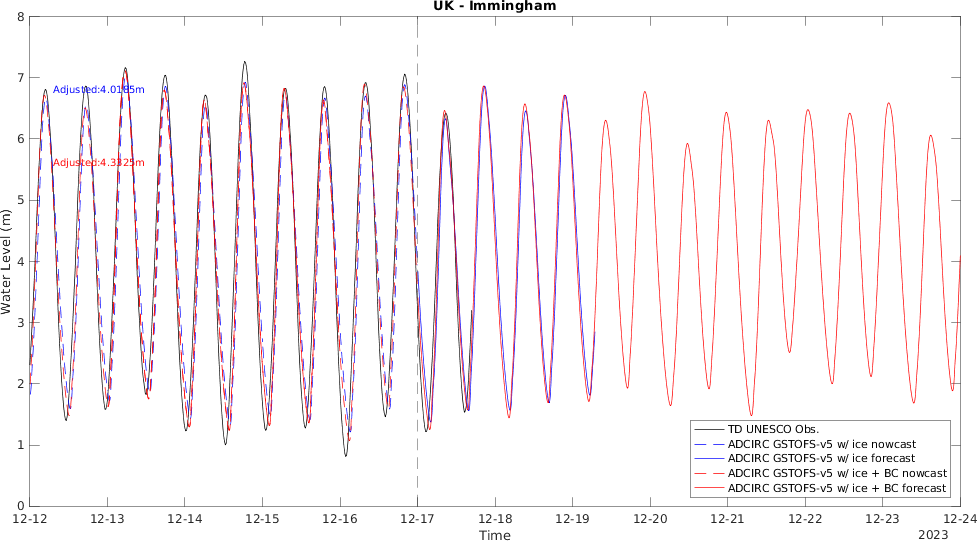 UK - Immingham
8
7
6
5
4
3
2
1
0
Water Level (m)
Adjusted:4.0185m
Adjusted:4.3325m
TD UNESCO Obs.
ADCIRC GSTOFS-v5 w/ ice nowcast
ADCIRC GSTOFS-v5 w/ ice forecast
ADCIRC GSTOFS-v5 w/ ice + BC nowcast
ADCIRC GSTOFS-v5 w/ ice + BC forecast
12-12 12-13 12-14 12-15 12-16 12-17 12-18 12-19 12-20 12-21 12-22 12-23 12-24
Time
2023